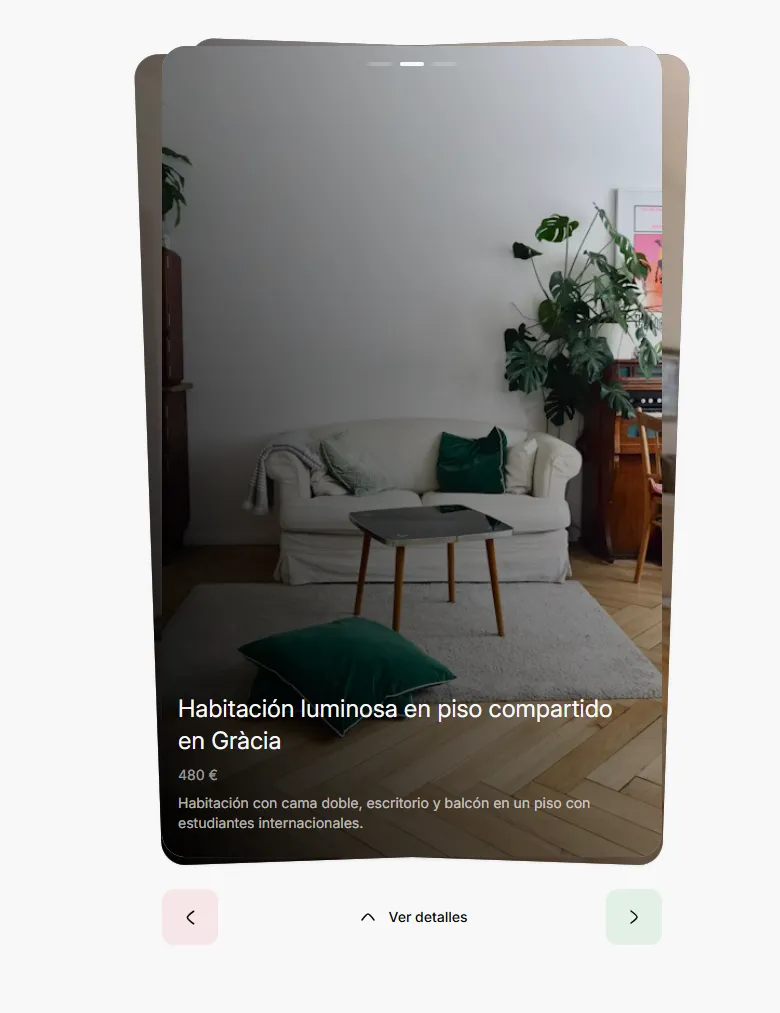 Habitación luminosa en piso compartido
en Gràcia
480 €
Habitación con cama doble, escritorio y balcón en un piso con
estudiantes internacionales.
Ver detalles